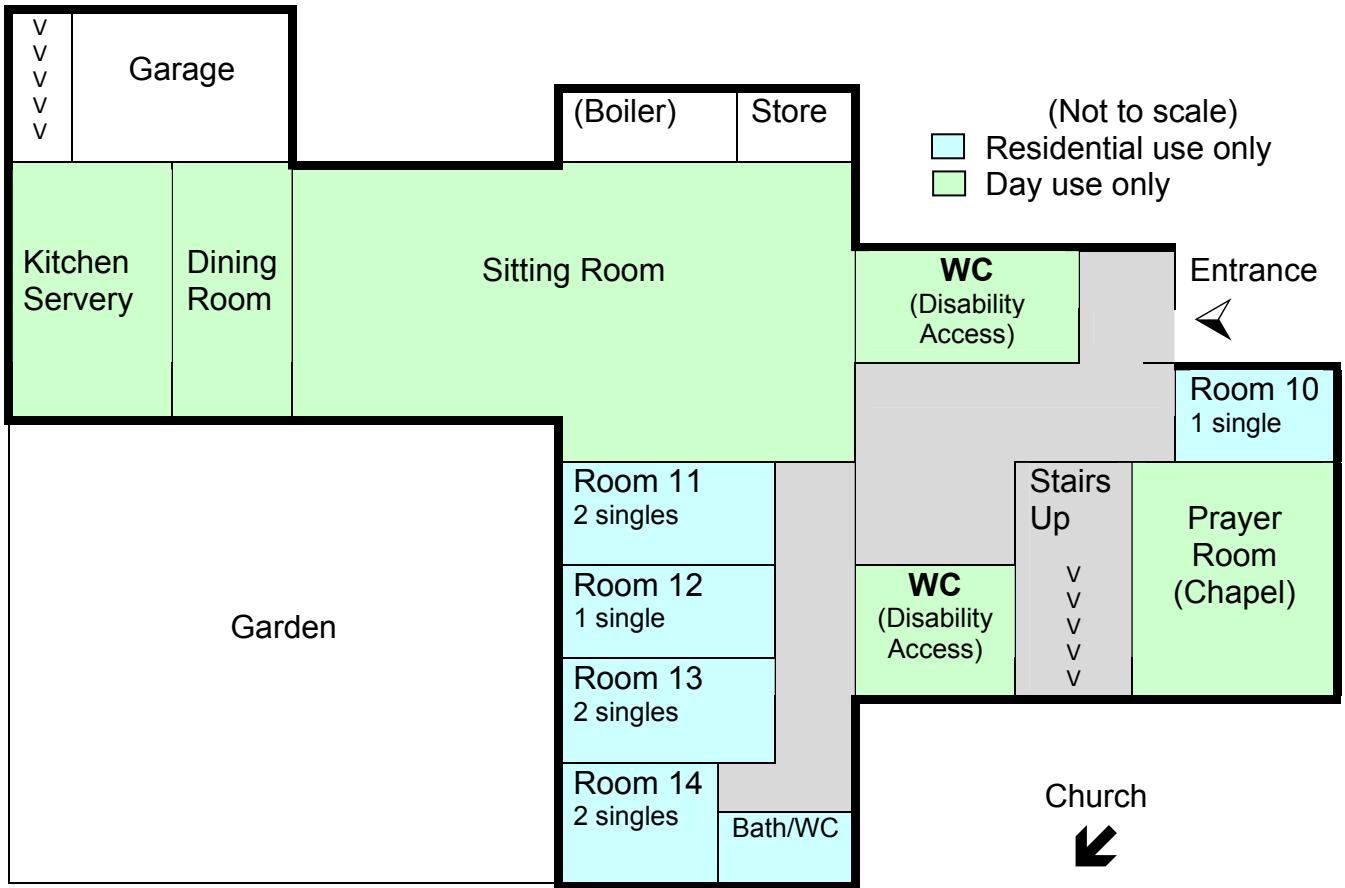 V
V
V
V
V
Garage
(Boiler)
Store
(Not to scale)
Residential use only
Day use only
Kitchen
Servery
Dining
Room
Sitting Room
WC
(Disability
Access)
Entrance
Room 10
1 single
Room 11
2 singles
Stairs
Up
V
V
V
V
V
Prayer
Room
(Chapel)
Room 12
1 single
WC
(Disability
Access)
Garden
Room 13
2 singles
Room 14
2 singles
Bath/WC
Church